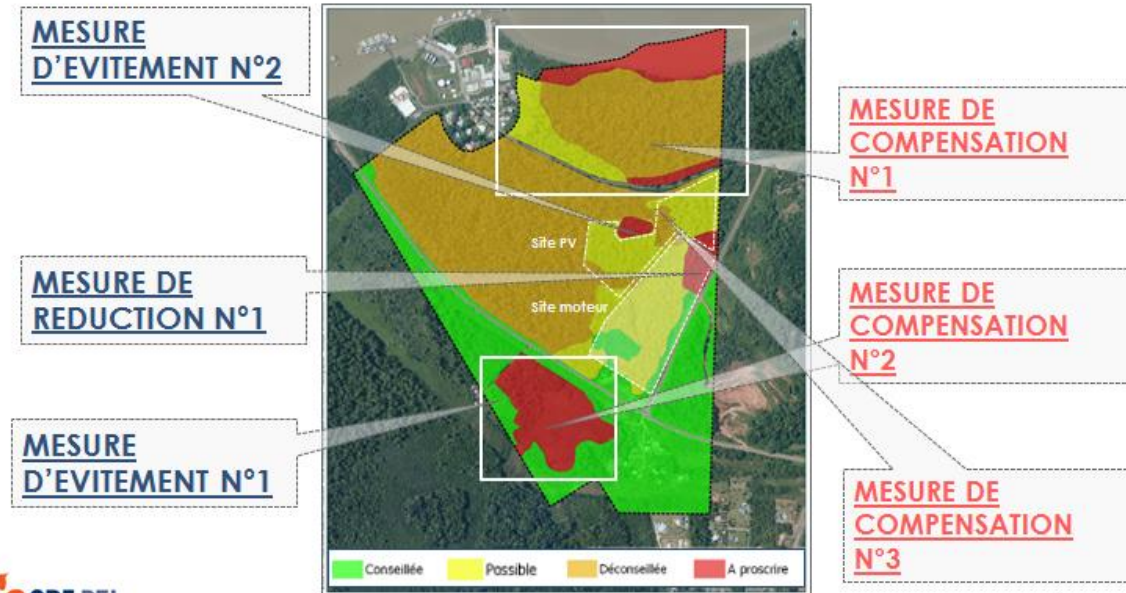 MESURE
D'EVITEMENT N°2
MESURE DE
COMPENSATION
N°1
Site PV
MESURE DE
REDUCTION N°1
Site moteur
MESURE DE
COMPENSATION
N°2
MESURE
D'EVITEMENT N°1
MESURE DE
COMPENSATION
N°3
Conseillée Possible Déconseillée A proscrire